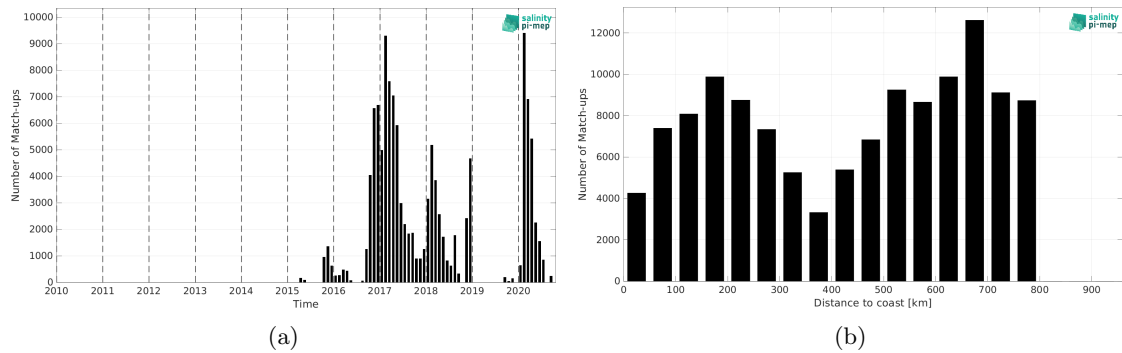 salinity
pi-mep
10000
9000
8000
7000
6000
5000
4000
3000
2000
1000
0
Number of Match-ups
2010 2011 2012 2013 2014 2015 2016 2017 2018 2019 2020
Time
(a)
salinity
pi-mep
12000
10000
8000
6000
4000
2000
0
Number of Match-ups
0 100 200 300 400 500 600 700 800 900
Distance to coast [km]
(b)